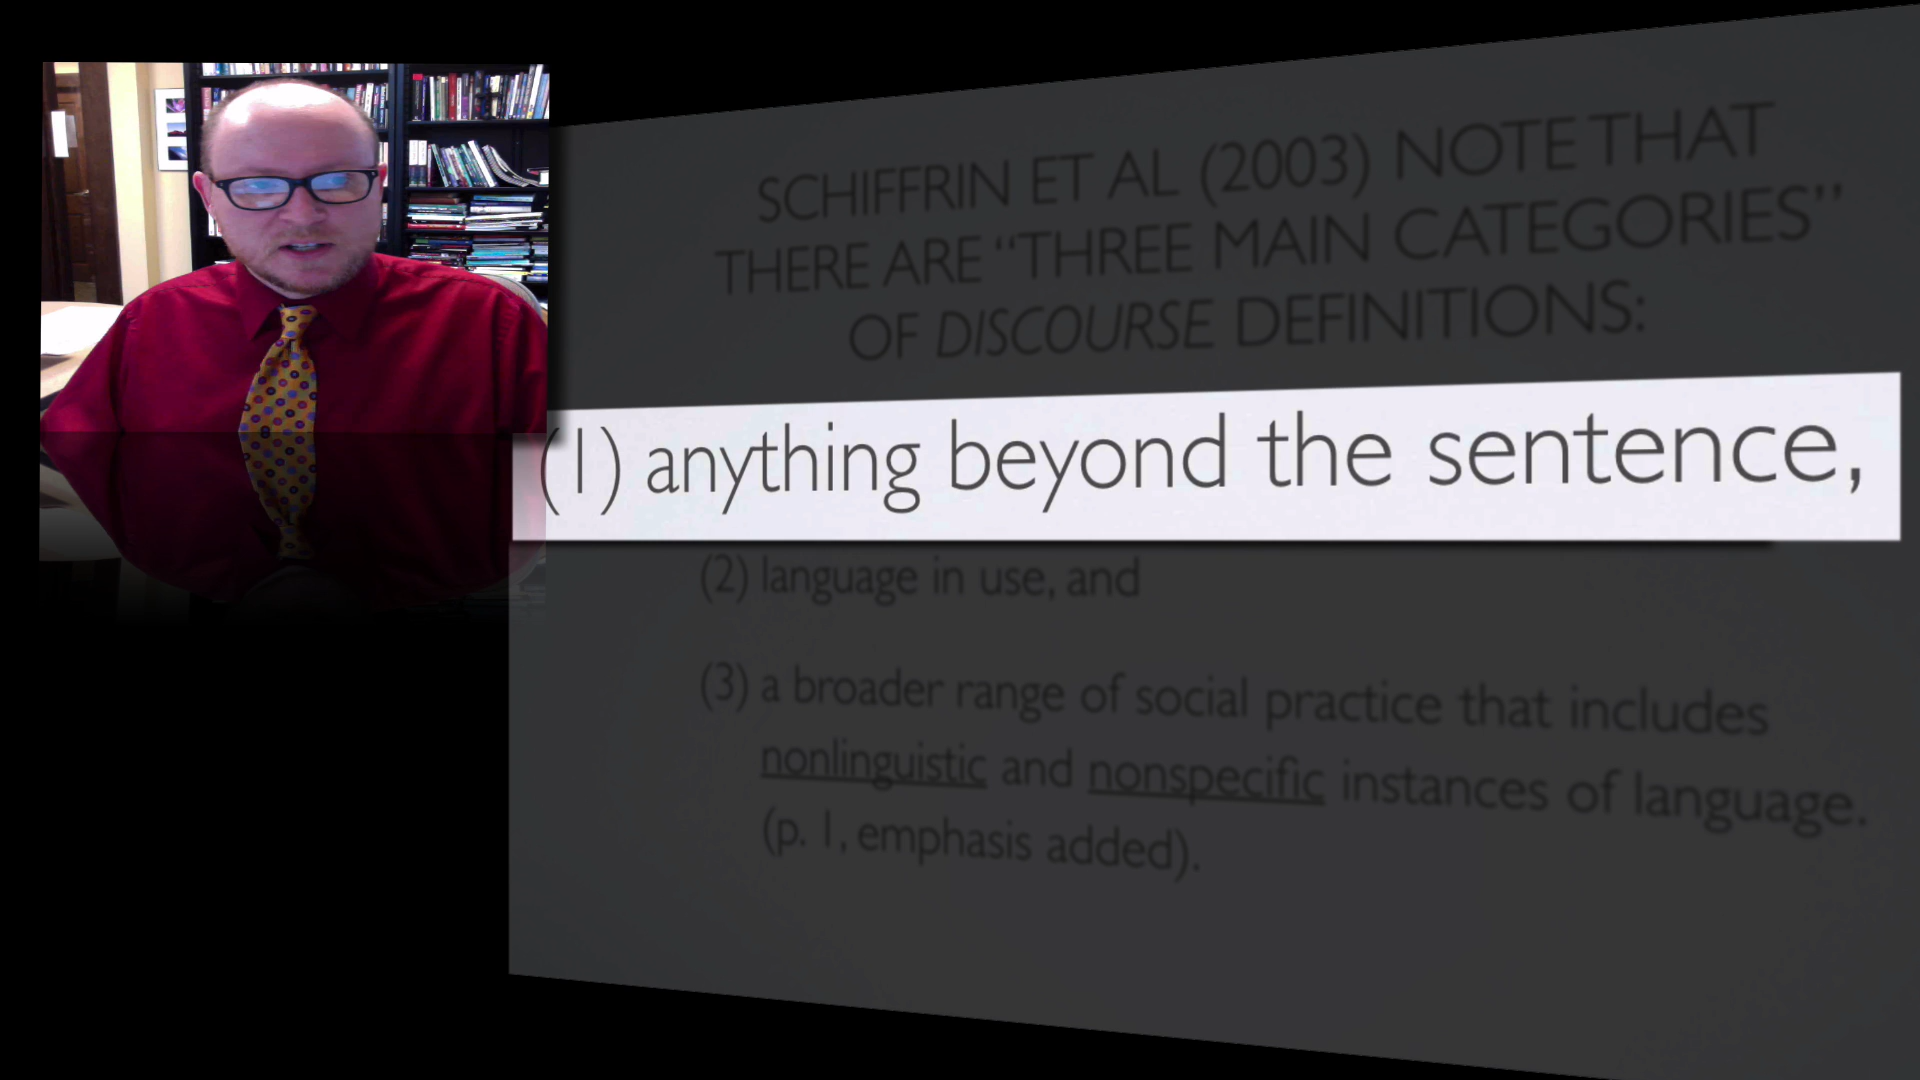 SCHIFFRN ET AL (2003) NOTE THAT
THERE ARE “THREE MAIN CATEGORIES”
OF DISCOURSE DEFINITIONS:
(1) anything beyond the sentence,
(2) language in use, and
(3) a broader range of social practice that includes
nonlinguistic and nonspecific instances of language.
(p. 1, emphasis added).